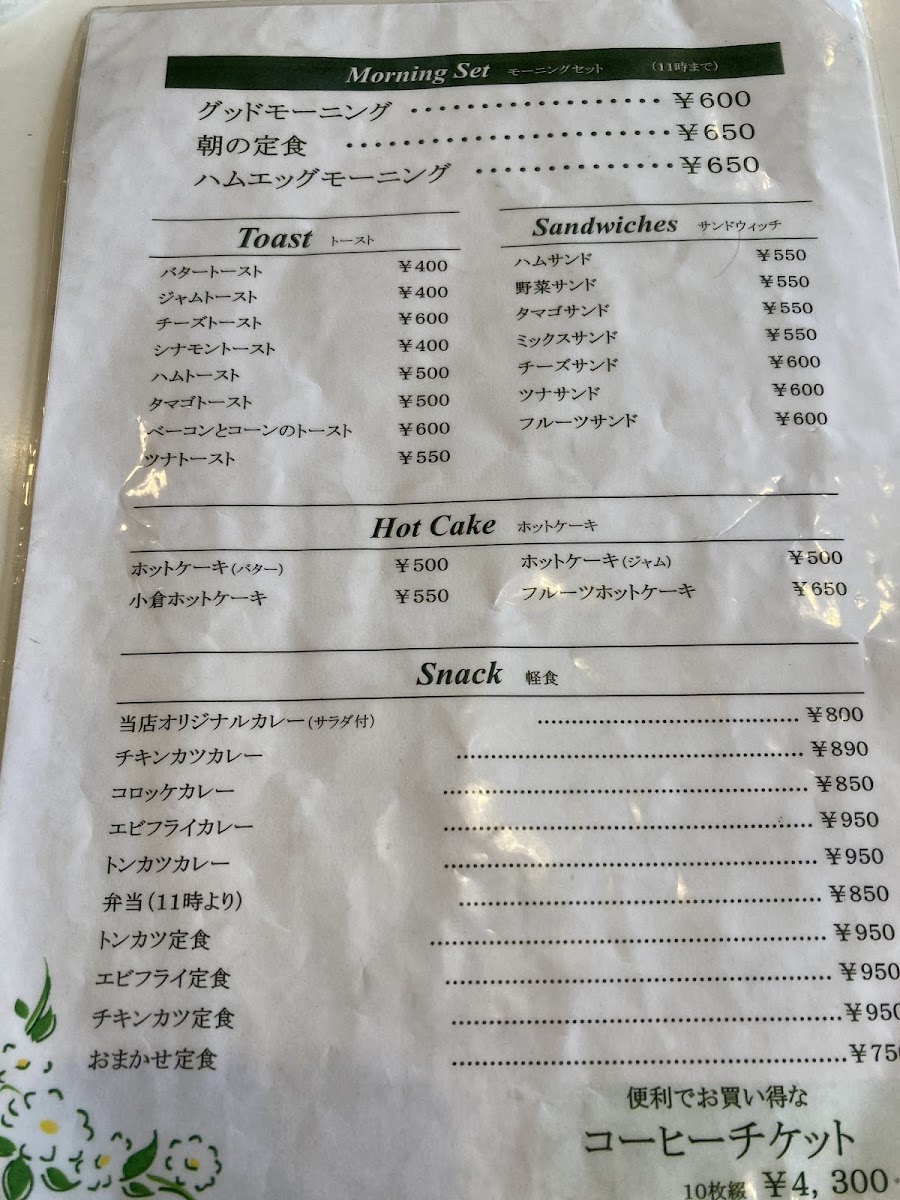 Morning Set モーニングセット (11時まで)
グッドモーニング ¥600
朝の定食 ¥650
ハムエッグモーニング ¥650
Toast トースト
バタートースト ¥400
ジャムトースト ¥400
チーズトースト ¥600
シナモントースト ¥400
ハムトースト ¥500
タマゴトースト ¥500
ベーコンとコーンのトースト ¥600
ツナトースト ¥550
Sandwiches サンドウィッチ
ハムサンド ¥550
野菜サンド ¥550
タマゴサンド ¥550
ミックスサンド ¥550
チーズサンド ¥600
ツナサンド ¥600
フルーツサンド ¥600
Hot Cake ホットケーキ
ホットケーキ(バター) ¥500
ホットケーキ(ジャム) ¥500
小倉ホットケーキ ¥550
フルーツホットケーキ ¥650
Snack 軽食
当店オリジナルカレー(サラダ付) ¥800
チキンカツカレー ¥890
コロッケカレー ¥850
エビフライカレー ¥950
トンカツカレー ¥950
弁当(11時より) ¥850
トンカツ定食 ¥950
エビフライ定食 ¥950
チキンカツ定食 ¥950
おまかせ定食 ¥750
便利でお買い得な
コーヒーチケット
10枚綴 ¥4,300